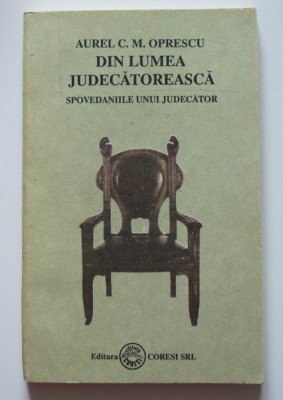 AUREL C. M. OPRESCU
DIN LUMEA
JUDECĂTOREASCĂ
SPOVEDANIILE UNUI JUDECĂTOR
Editura CORESI SRL